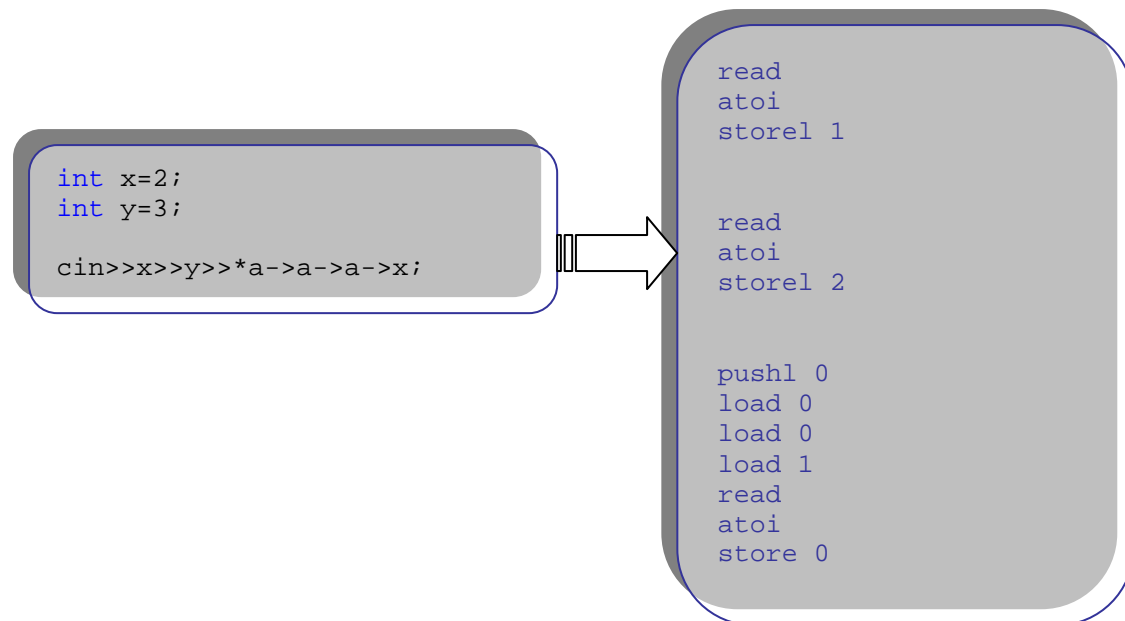 int x=2;
int y=3;
cin>>x>>y>>*a->a->a->x;
read
atoi
storel 1
read
atoi
storel 2
pushl 0
load 0
load 0
load 1
read
atoi
store 0